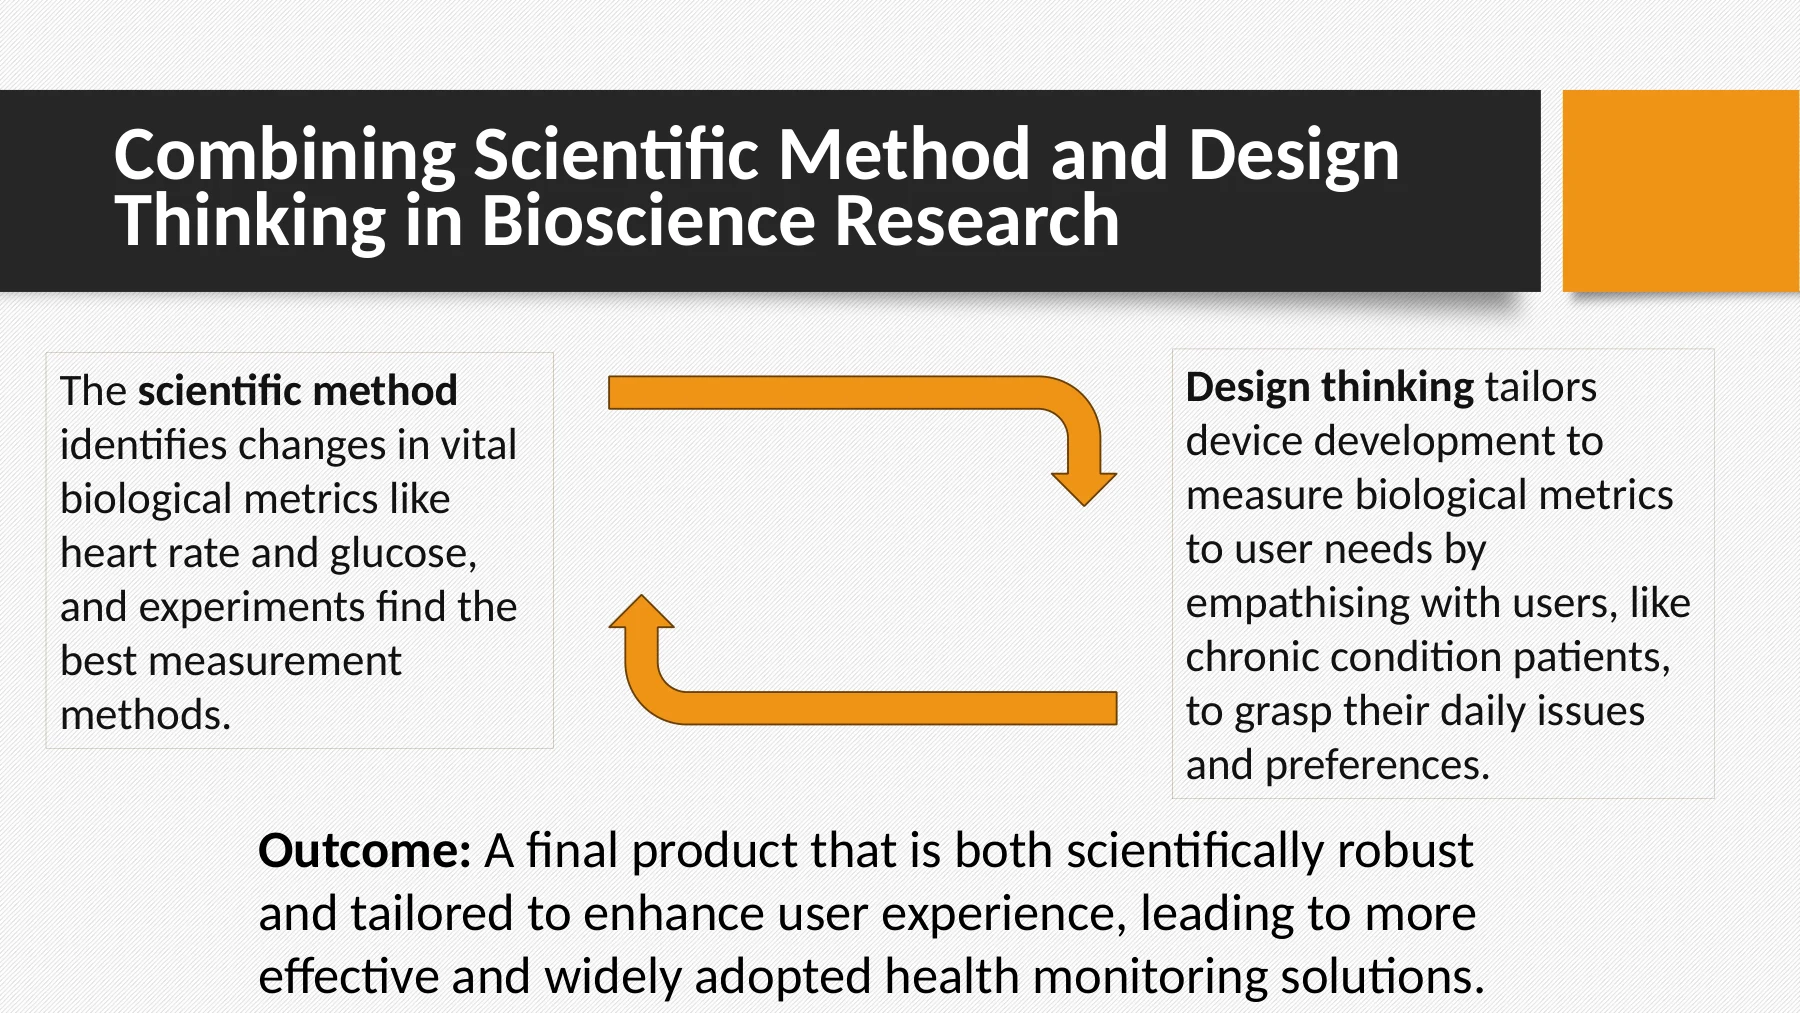 Combining Scientific Method and Design
Thinking in Bioscience Research
The scientific method
identifies changes in vital
biological metrics like
heart rate and glucose,
and experiments find the
best measurement
methods.
Design thinking tailors
device development to
measure biological metrics
to user needs by
empathising with users, like
chronic condition patients,
to grasp their daily issues
and preferences.
Outcome: A final product that is both scientifically robust
and tailored to enhance user experience, leading to more
effective and widely adopted health monitoring solutions.